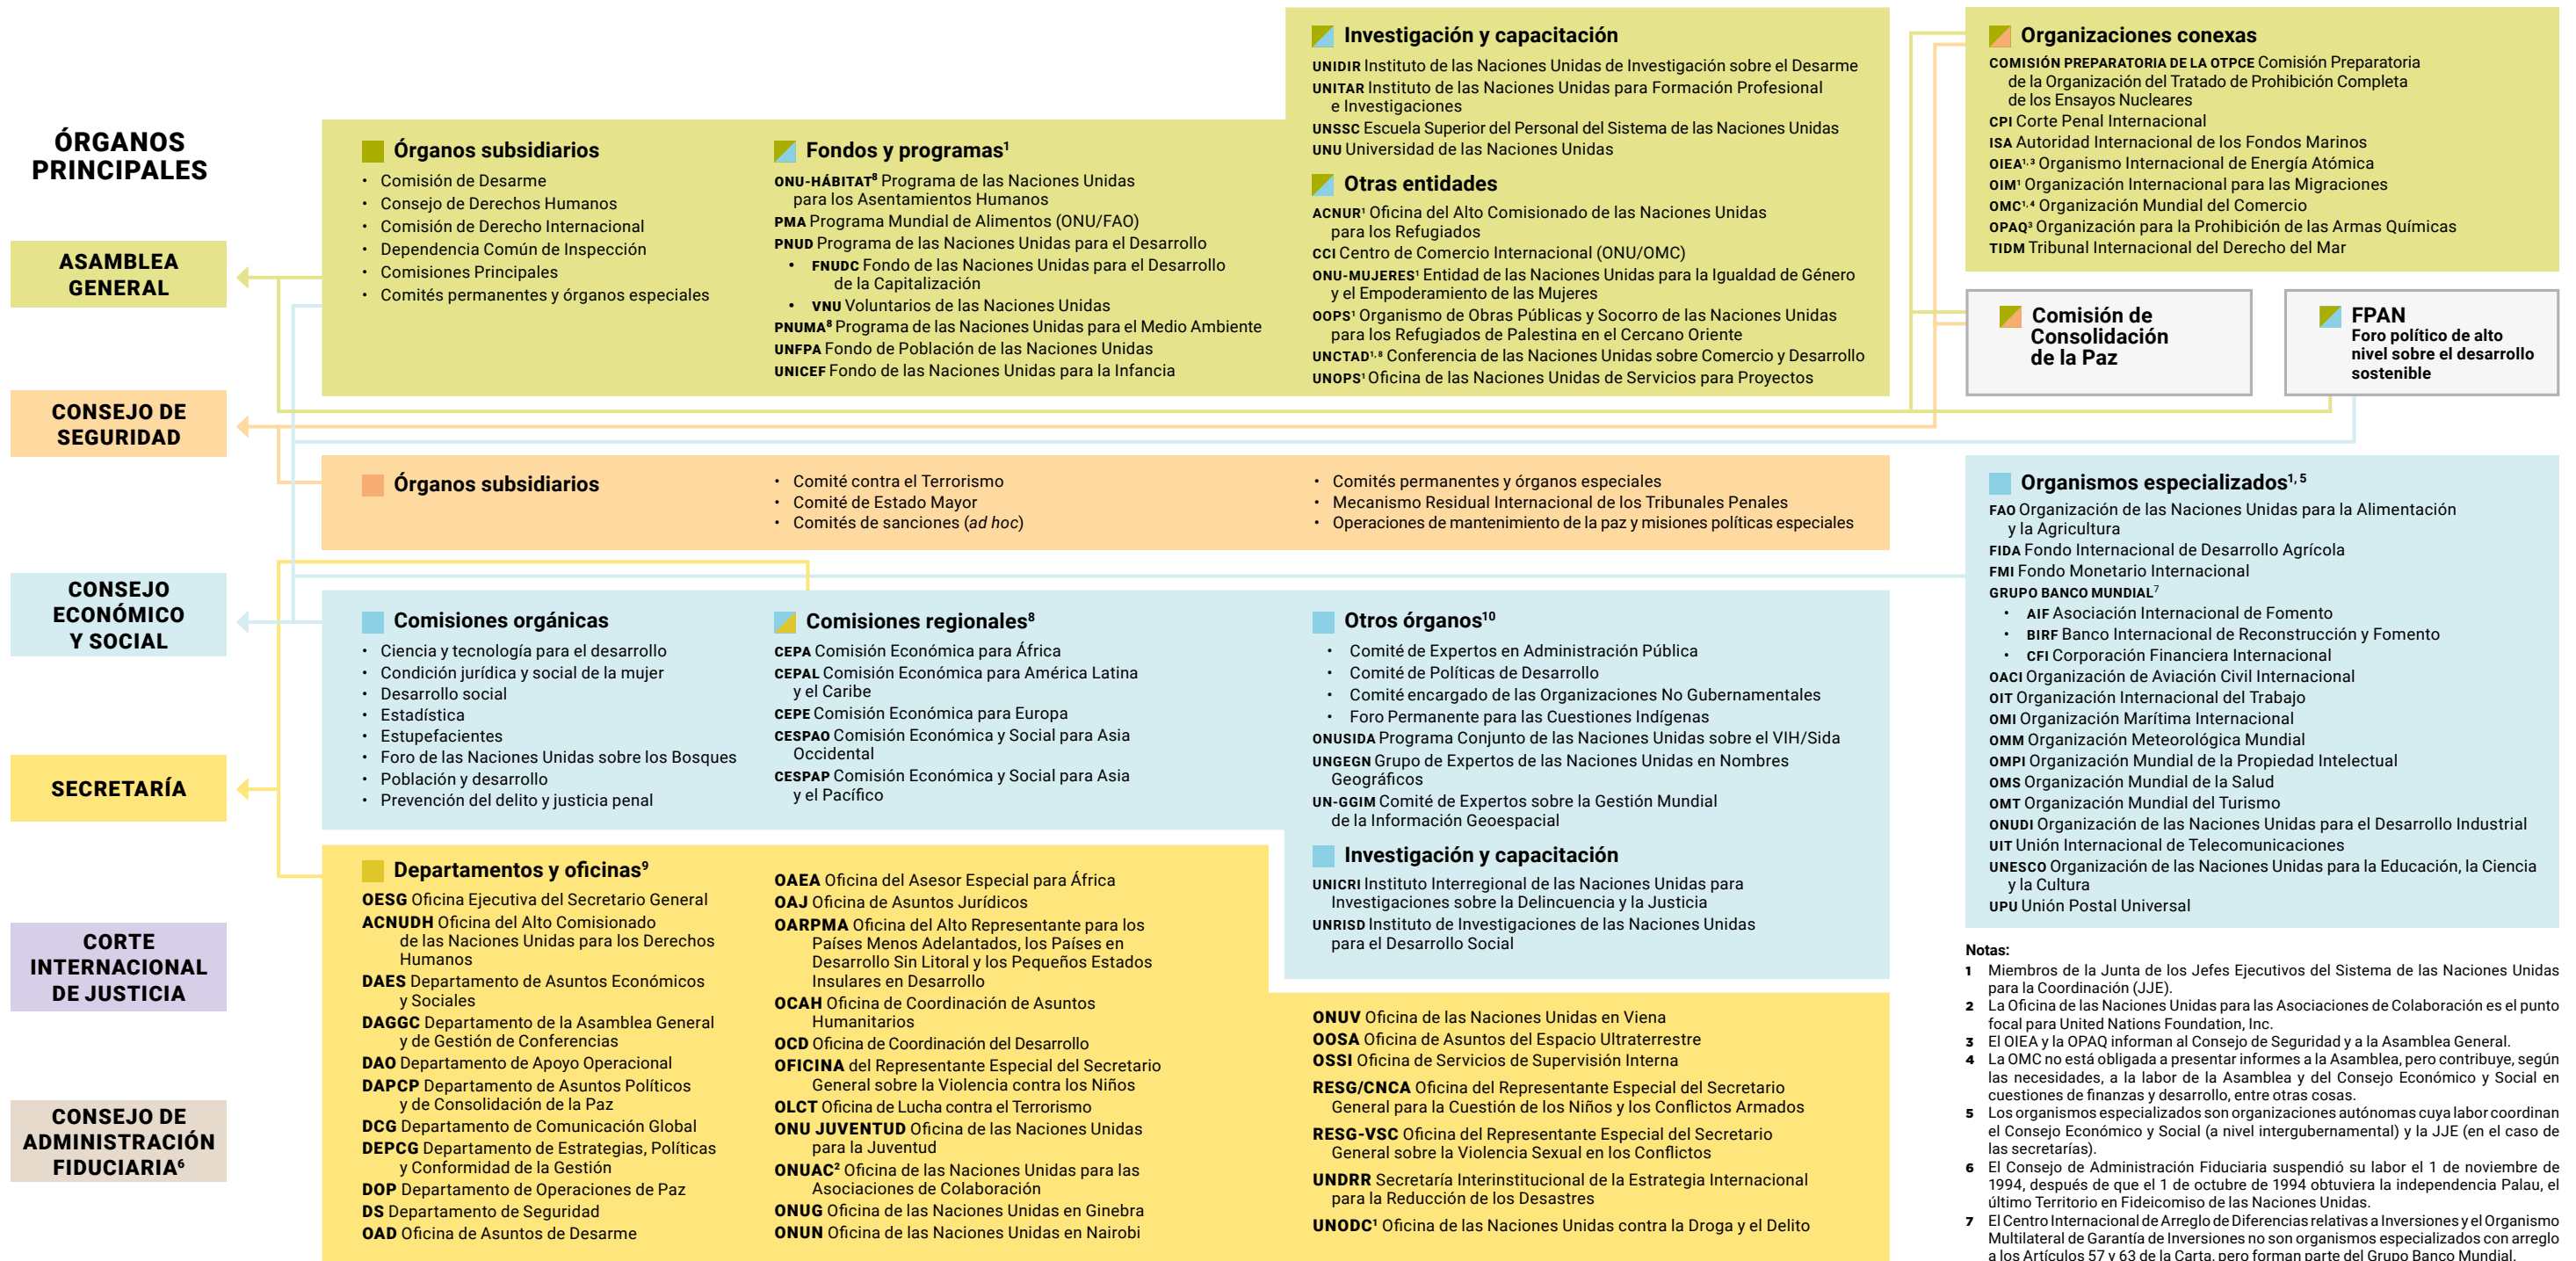 ÓRGANOS
PRINCIPALES
ASAMBLEA
GENERAL
CONSEJO DE
SEGURIDAD
CONSEJO
ECONÓMICO
Y SOCIAL
SECRETARÍA
CORTE
INTERNACIONAL
DE JUSTICIA
CONSEJO DE
ADMINISTRACIÓN
FIDUCIARIA⁶
Órganos subsidiarios
• Comisión de Desarme
• Consejo de Derechos Humanos
• Comisión de Derecho Internacional
• Dependencia Común de Inspección
• Comisiones Principales
• Comités permanentes y órganos especiales
Fondos y programas¹
ONU-HÁBITAT⁸ Programa de las Naciones Unidas
para los Asentamientos Humanos
PMA Programa Mundial de Alimentos (ONU/FAO)
PNUD Programa de las Naciones Unidas para el Desarrollo
• FNUDC Fondo de las Naciones Unidas para el Desarrollo
de la Capitalización
• VNU Voluntarios de las Naciones Unidas
PNUMA⁸ Programa de las Naciones Unidas para el Medio Ambiente
UNFPA Fondo de Población de las Naciones Unidas
UNICEF Fondo de las Naciones Unidas para la Infancia
Investigación y capacitación
UNIDIR Instituto de las Naciones Unidas de Investigación sobre el Desarme
UNITAR Instituto de las Naciones Unidas para Formación Profesional
e Investigaciones
UNSSC Escuela Superior del Personal del Sistema de las Naciones Unidas
UNU Universidad de las Naciones Unidas
Otras entidades
ACNUR¹ Oficina del Alto Comisionado de las Naciones Unidas
para los Refugiados
CCI Centro de Comercio Internacional (ONU/OMC)
ONU-MUJERES¹ Entidad de las Naciones Unidas para la Igualdad de Género
y el Empoderamiento de las Mujeres
OOPS¹ Organismo de Obras Públicas y Socorro de las Naciones Unidas
para los Refugiados de Palestina en el Cercano Oriente
UNCTAD¹,⁸ Conferencia de las Naciones Unidas sobre Comercio y Desarrollo
UNOPS¹ Oficina de las Naciones Unidas de Servicios para Proyectos
Organizaciones conexas
COMISIÓN PREPARATORIA DE LA OTPCE Comisión Preparatoria
de la Organización del Tratado de Prohibición Completa
de los Ensayos Nucleares
CPI Corte Penal Internacional
ISA Autoridad Internacional de los Fondos Marinos
OIEA¹,³ Organismo Internacional de Energía Atómica
OIM¹ Organización Internacional para las Migraciones
OMC¹,⁴ Organización Mundial del Comercio
OPAQ³ Organización para la Prohibición de las Armas Químicas
TIDM Tribunal Internacional del Derecho del Mar
Comisión de
Consolidación
de la Paz
FPAN
Foro político de alto
nivel sobre el desarrollo
sostenible
Órganos subsidiarios
• Comité contra el Terrorismo
• Comité de Estado Mayor
• Comités de sanciones (ad hoc)
• Comités permanentes y órganos especiales
• Mecanismo Residual Internacional de los Tribunales Penales
• Operaciones de mantenimiento de la paz y misiones políticas especiales
Comisiones orgánicas
• Ciencia y tecnología para el desarrollo
• Condición jurídica y social de la mujer
• Desarrollo social
• Estadística
• Estupefacientes
• Foro de las Naciones Unidas sobre los Bosques
• Población y desarrollo
• Prevención del delito y justicia penal
Comisiones regionales⁸
CEPA Comisión Económica para África
CEPAL Comisión Económica para América Latina
y el Caribe
CEPE Comisión Económica para Europa
CESPAO Comisión Económica y Social para Asia
Occidental
CESPAP Comisión Económica y Social para Asia
y el Pacífico
Otros órganos¹⁰
• Comité de Expertos en Administración Pública
• Comité de Políticas de Desarrollo
• Comité encargado de las Organizaciones No Gubernamentales
• Foro Permanente para las Cuestiones Indígenas
ONUSIDA Programa Conjunto de las Naciones Unidas sobre el VIH/Sida
UNGEGN Grupo de Expertos de las Naciones Unidas en Nombres
Geográficos
UN-GGIM Comité de Expertos sobre la Gestión Mundial
de la Información Geoespacial
Investigación y capacitación
UNICRI Instituto Interregional de las Naciones Unidas para
Investigaciones sobre la Delincuencia y la Justicia
UNRISD Instituto de Investigaciones de las Naciones Unidas
para el Desarrollo Social
Organismos especializados¹,⁵
FAO Organización de las Naciones Unidas para la Alimentación
y la Agricultura
FIDA Fondo Internacional de Desarrollo Agrícola
FMI Fondo Monetario Internacional
GRUPO BANCO MUNDIAL⁷
• AIF Asociación Internacional de Fomento
• BIRF Banco Internacional de Reconstrucción y Fomento
• CFI Corporación Financiera Internacional
OACI Organización de Aviación Civil Internacional
OIT Organización Internacional del Trabajo
OMI Organización Marítima Internacional
OMM Organización Meteorológica Mundial
OMPI Organización Mundial de la Propiedad Intelectual
OMS Organización Mundial de la Salud
OMT Organización Mundial del Turismo
ONUDI Organización de las Naciones Unidas para el Desarrollo Industrial
UIT Unión Internacional de Telecomunicaciones
UNESCO Organización de las Naciones Unidas para la Educación, la Ciencia
y la Cultura
UPU Unión Postal Universal
Departamentos y oficinas⁹
OESG Oficina Ejecutiva del Secretario General
ACNUDH Oficina del Alto Comisionado
de las Naciones Unidas para los Derechos
Humanos
DAES Departamento de Asuntos Económicos
y Sociales
DAGGC Departamento de la Asamblea General
y de Gestión de Conferencias
DAO Departamento de Apoyo Operacional
DAPCP Departamento de Asuntos Políticos
y de Consolidación de la Paz
DCG Departamento de Comunicación Global
DEPCG Departamento de Estrategias, Políticas
y Conformidad de la Gestión
DOP Departamento de Operaciones de Paz
DS Departamento de Seguridad
OAD Oficina de Asuntos de Desarme
OAEA Oficina del Asesor Especial para África
OAJ Oficina de Asuntos Jurídicos
OARPMA Oficina del Alto Representante para los
Países Menos Adelantados, los Países en
Desarrollo Sin Litoral y los Pequeños Estados
Insulares en Desarrollo
OCAH Oficina de Coordinación de Asuntos
Humanitarios
OCD Oficina de Coordinación del Desarrollo
OFICINA del Representante Especial del Secretario
General sobre la Violencia contra los Niños
OLCT Oficina de Lucha contra el Terrorismo
ONU JUVENTUD Oficina de las Naciones Unidas
para la Juventud
ONUAC² Oficina de las Naciones Unidas para las
Asociaciones de Colaboración
ONUG Oficina de las Naciones Unidas en Ginebra
ONUN Oficina de las Naciones Unidas en Nairobi
ONUV Oficina de las Naciones Unidas en Viena
OOSA Oficina de Asuntos del Espacio Ultraterrestre
OSSI Oficina de Servicios de Supervisión Interna
RESG/CNCA Oficina del Representante Especial del Secretario
General para la Cuestión de los Niños y los Conflictos Armados
RESG-VSC Oficina del Representante Especial del Secretario
General sobre la Violencia Sexual en los Conflictos
UNDRR Secretaría Interinstitucional de la Estrategia Internacional
para la Reducción de los Desastres
UNODC¹ Oficina de las Naciones Unidas contra la Droga y el Delito
Notas:
1 Miembros de la Junta de los Jefes Ejecutivos del Sistema de las Naciones Unidas
para la Coordinación (JJE).
2 La Oficina de las Naciones Unidas para las Asociaciones de Colaboración es el punto
focal para United Nations Foundation, Inc.
3 El OIEA y la OPAQ informan al Consejo de Seguridad y a la Asamblea General.
4 La OMC no está obligada a presentar informes a la Asamblea, pero contribuye, según
las necesidades, a la labor de la Asamblea y del Consejo Económico y Social en
cuestiones de finanzas y desarrollo, entre otras cosas.
5 Los organismos especializados son organizaciones autónomas cuya labor coordinan
el Consejo Económico y Social (a nivel intergubernamental) y la JJE (en el caso de
las secretarías).
6 El Consejo de Administración Fiduciaria suspendió su labor el 1 de noviembre de
1994, después de que el 1 de octubre de 1994 obtuviera la independencia Palau, el
último Territorio en Fideicomiso de las Naciones Unidas.
7 El Centro Internacional de Arreglo de Diferencias relativas a Inversiones y el Organismo
Multilateral de Garantía de Inversiones no son organismos especializados con arreglo
a los Artículos 57 y 63 de la Carta, pero forman parte del Grupo Banco Mundial.